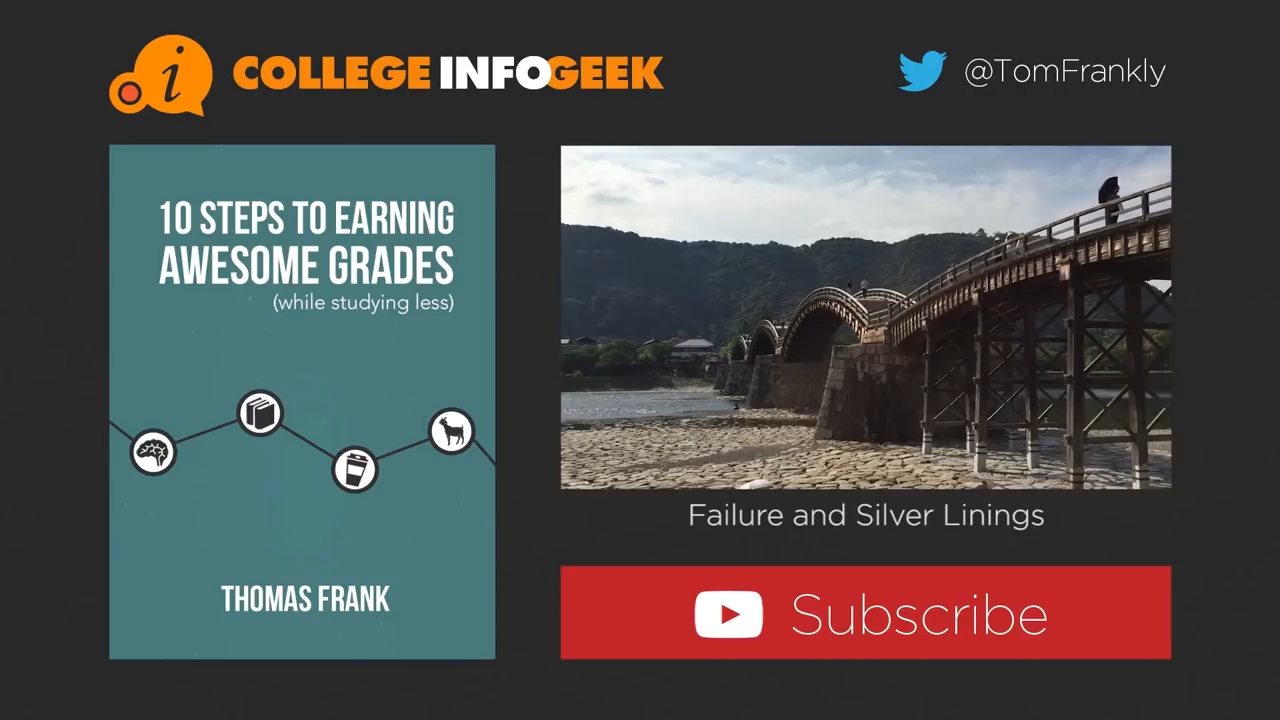 i COLLEGE INFOGEEK
@TomFrankly
10 STEPS TO EARNING
AWESOME GRADES
(while studying less)
THOMAS FRANK
Failure and Silver Linings
Subscribe